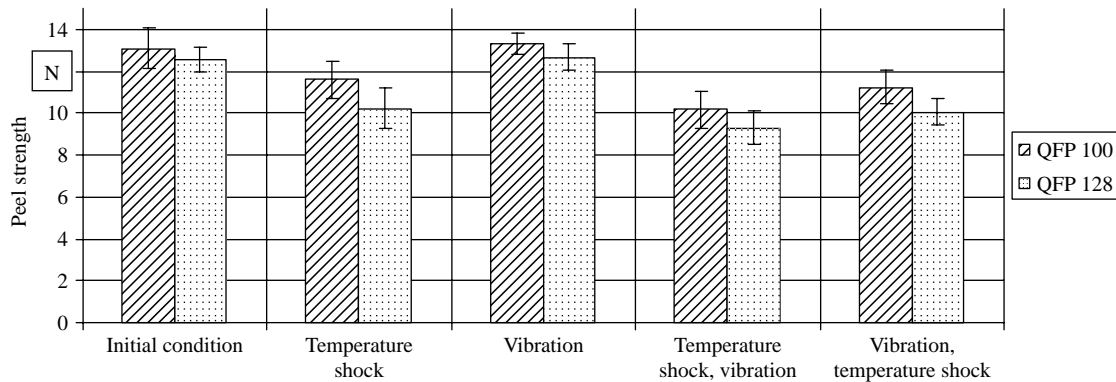 14
N
10
8
6
4
2
0
Peel strength
Initial condition
Temperature
shock
Vibration
Temperature
shock, vibration
Vibration,
temperature shock
QFP 100
QFP 128